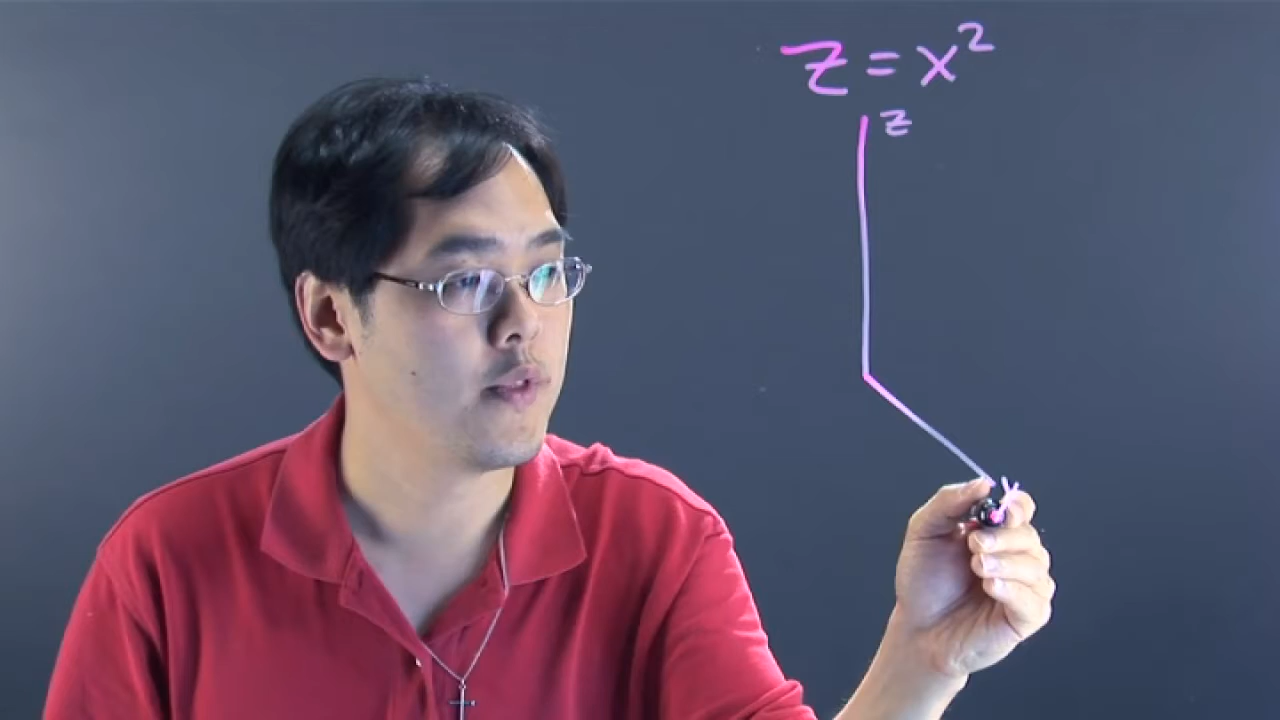 z = x²
z